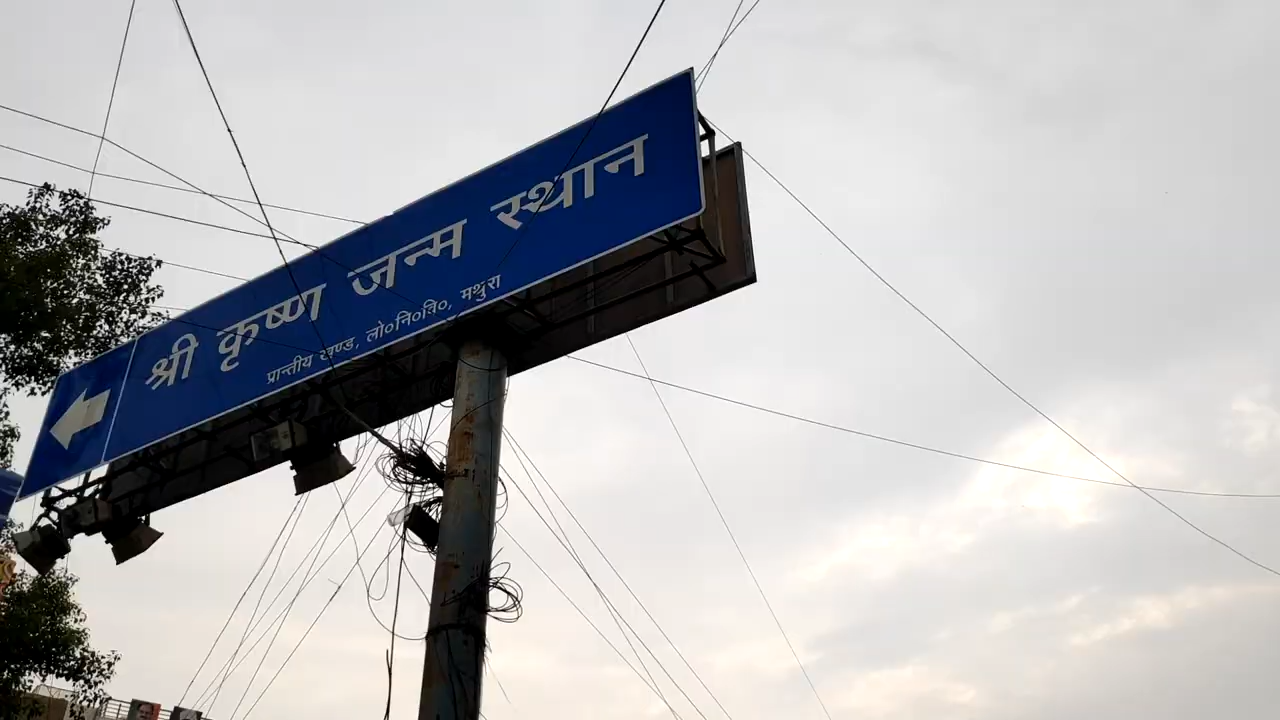 श्री कृष्ण जन्म स्थान
प्रान्तीय खण्ड, लो०नि०वि०, मथुरा